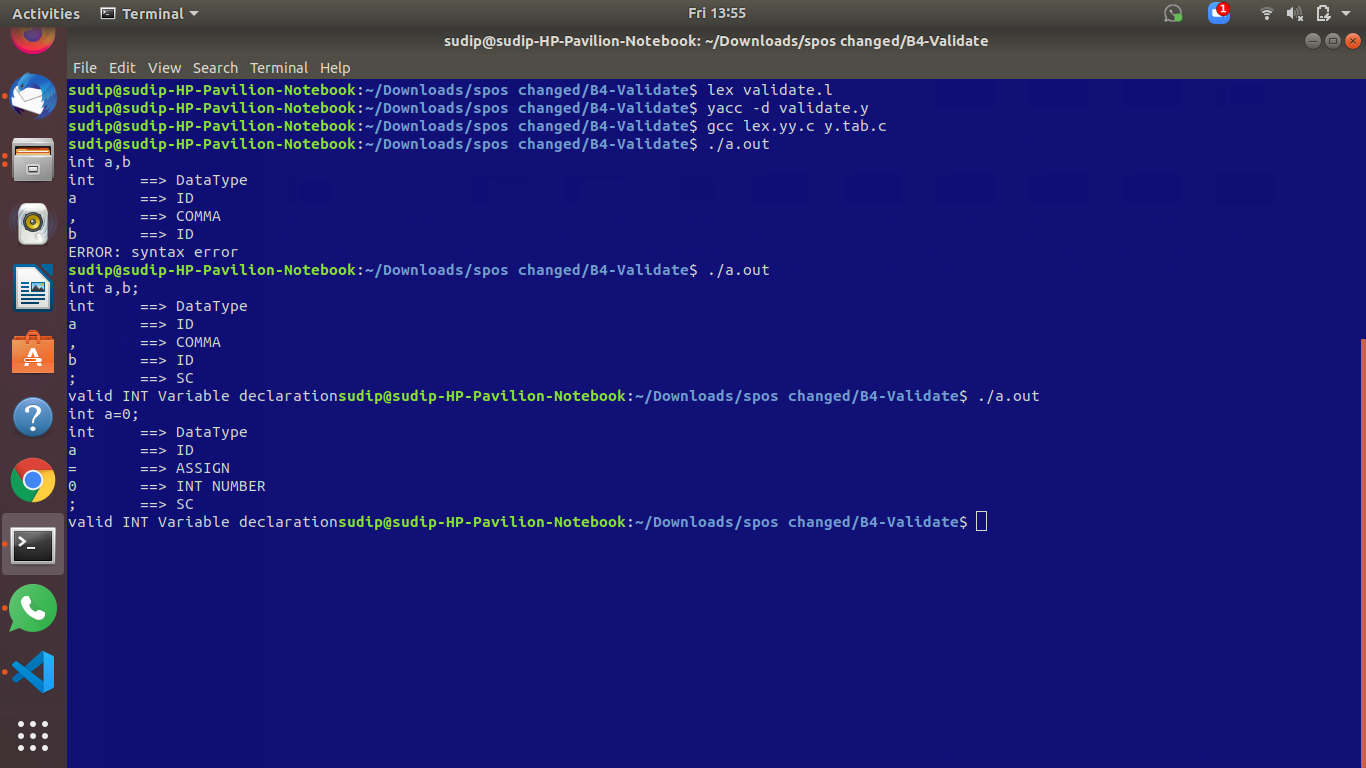 Activities Terminal Fri 13:55 1
sudip@sudip-HP-Pavilion-Notebook: ~/Downloads/spos changed/B4-Validate
File Edit View Search Terminal Help
sudip@sudip-HP-Pavilion-Notebook:~/Downloads/spos changed/B4-Validate$ lex validate.l
sudip@sudip-HP-Pavilion-Notebook:~/Downloads/spos changed/B4-Validate$ yacc -d validate.y
sudip@sudip-HP-Pavilion-Notebook:~/Downloads/spos changed/B4-Validate$ gcc lex.yy.c y.tab.c
sudip@sudip-HP-Pavilion-Notebook:~/Downloads/spos changed/B4-Validate$ ./a.out
int a,b
int     ==> DataType
a       ==> ID
,       ==> COMMA
b       ==> ID
ERROR: syntax error
sudip@sudip-HP-Pavilion-Notebook:~/Downloads/spos changed/B4-Validate$ ./a.out
int a,b;
int     ==> DataType
a       ==> ID
,       ==> COMMA
b       ==> ID
;       ==> SC
valid INT Variable declarationsudip@sudip-HP-Pavilion-Notebook:~/Downloads/spos changed/B4-Validate$ ./a.out
int a=0;
int     ==> DataType
a       ==> ID
=       ==> ASSIGN
0       ==> INT NUMBER
;       ==> SC
valid INT Variable declarationsudip@sudip-HP-Pavilion-Notebook:~/Downloads/spos changed/B4-Validate$